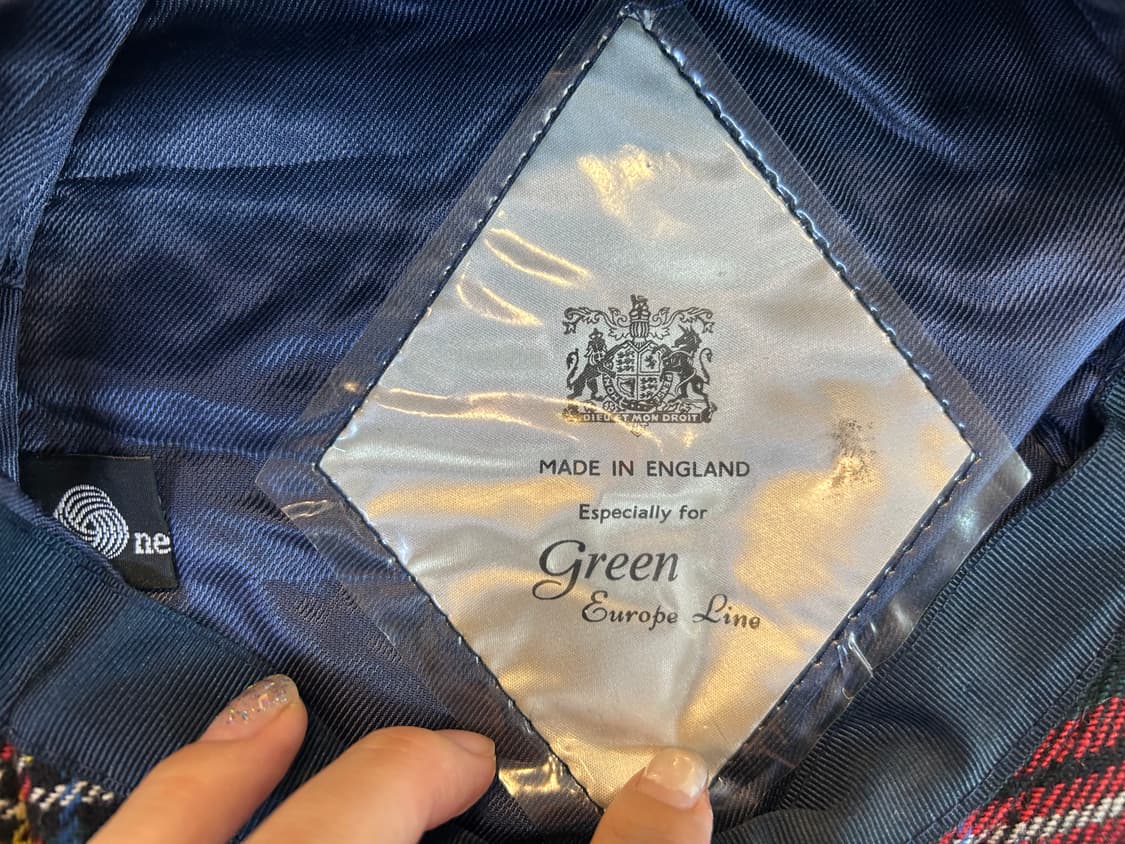 DIEU ET MON DROIT
MADE IN ENGLAND
Especially for
Green
Europe Line
ne